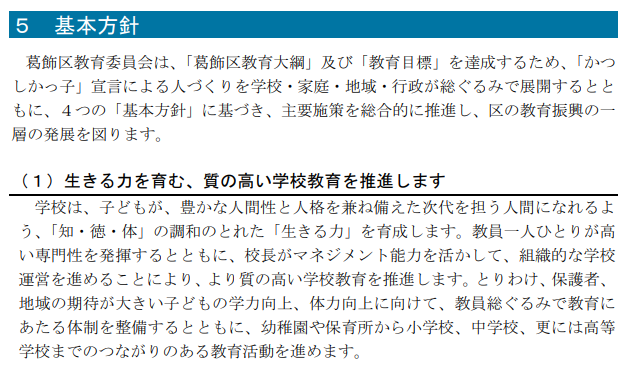 ５　基本方針
葛飾区教育委員会は、「葛飾区教育大綱」及び「教育目標」を達成するため、「かつ
しかっ子」宣言による人づくりを学校・家庭・地域・行政が総ぐるみで展開するとと
もに、４つの「基本方針」に基づき、主要施策を総合的に推進し、区の教育振興の一
層の発展を図ります。
（１）生きる力を育む、質の高い学校教育を推進します
学校は、子どもが、豊かな人間性と人格を兼ね備えた次代を担う人間になれるよ
う、「知・徳・体」の調和のとれた「生きる力」を育成します。教員一人ひとりが高
い専門性を発揮するとともに、校長がマネジメント能力を活かして、組織的な学校
運営を進めることにより、より質の高い学校教育を推進します。とりわけ、保護者、
地域の期待が大きい子どもの学力向上、体力向上に向けて、教員総ぐるみで教育に
あたる体制を整備するとともに、幼稚園や保育所から小学校、中学校、更には高等
学校までのつながりのある教育活動を進めます。